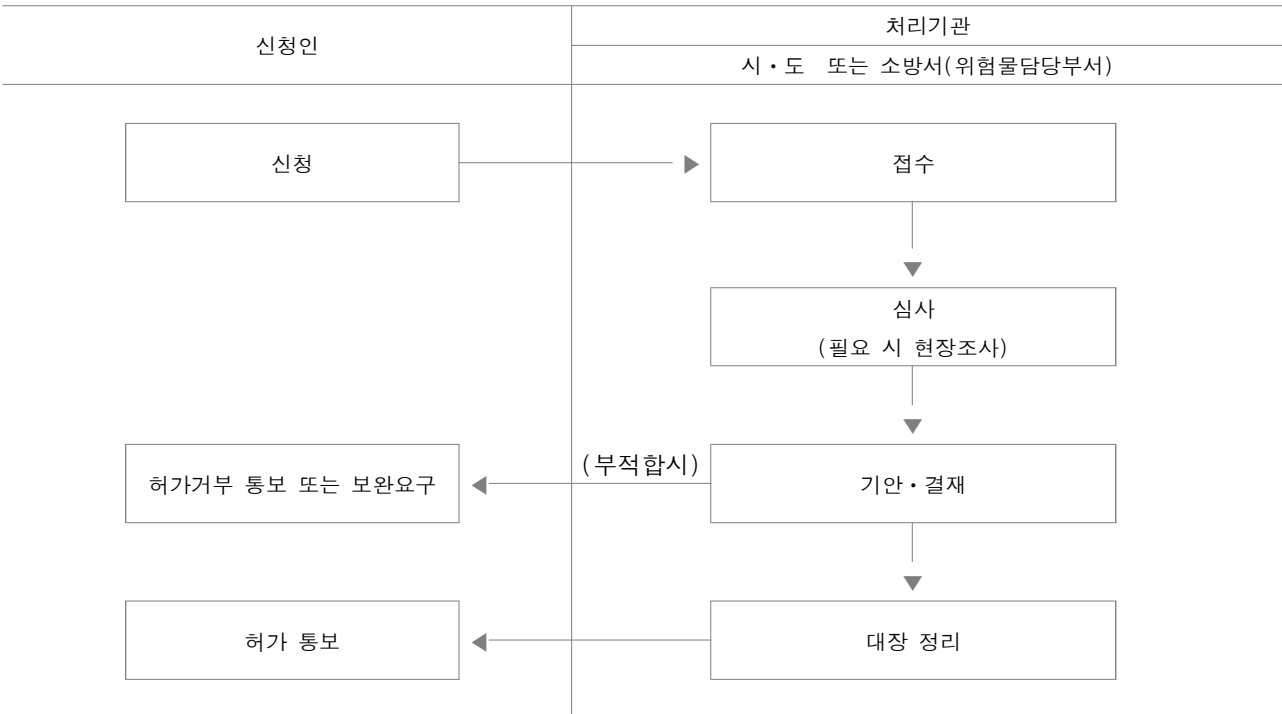 신청인
처리기관
시・도 또는 소방서(위험물담당부서)
신청
접수
심사
(필요 시 현장조사)
허가거부 통보 또는 보완요구
(부적합시)
기안・결재
허가 통보
대장 정리